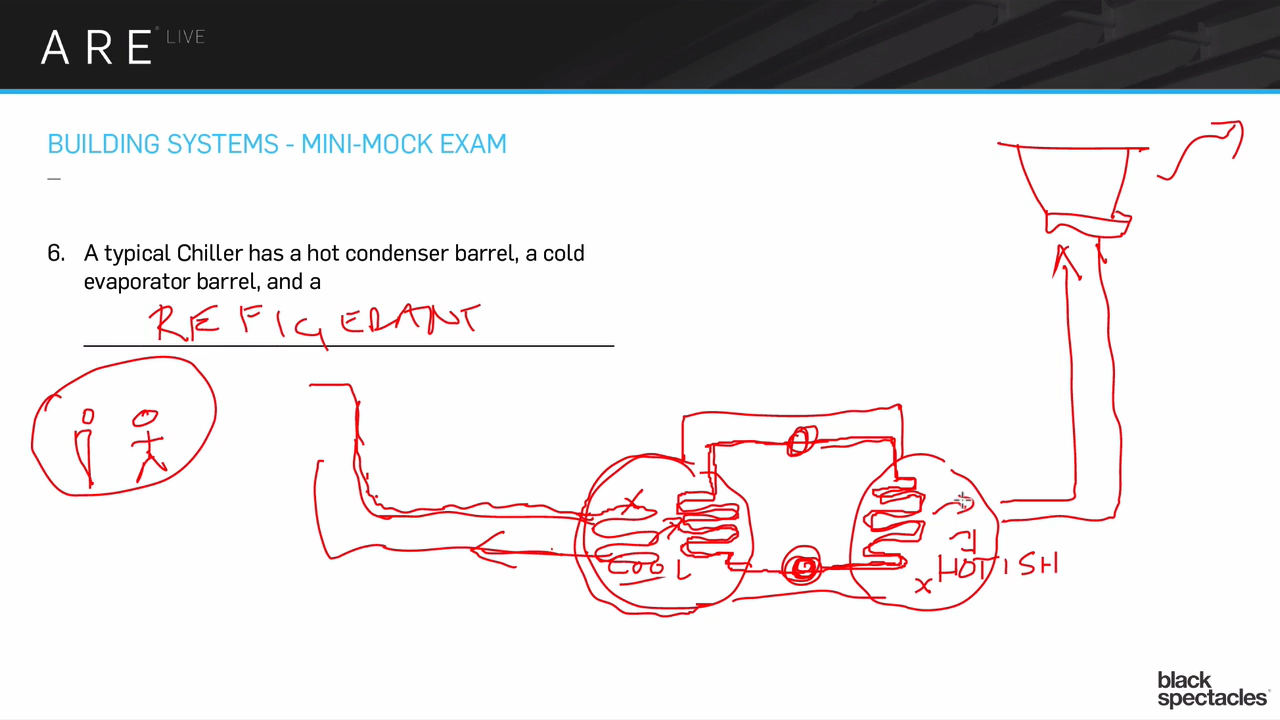 ARE® LIVE
BUILDING SYSTEMS - MINI-MOCK EXAM
6. A typical Chiller has a hot condenser barrel, a cold
evaporator barrel, and a
REFIGERANT
COOL
HOTISH
black
spectacles®